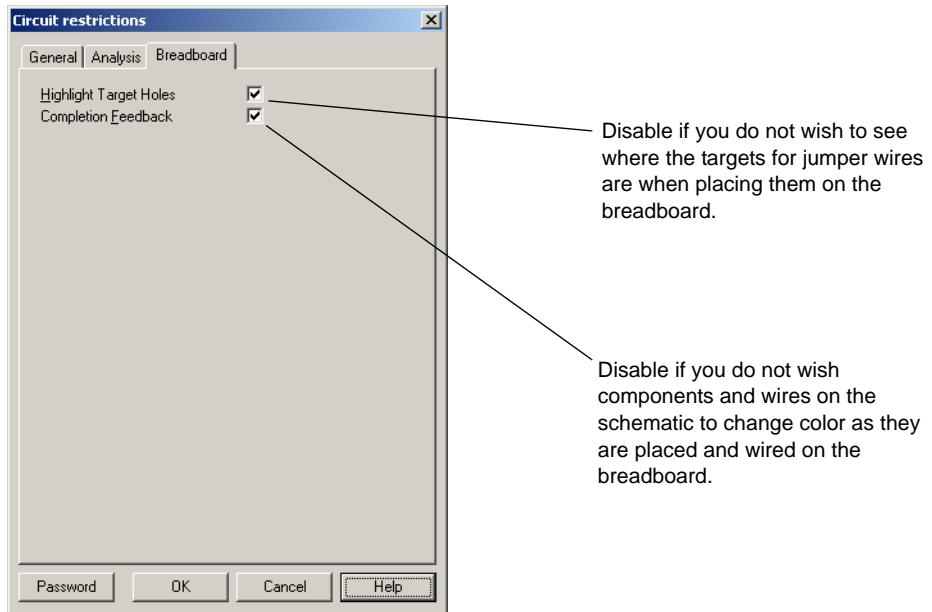 Circuit restrictions
General Analysis Breadboard
Highlight Target Holes
Completion Feedback
Disable if you do not wish to see
where the targets for jumper wires
are when placing them on the
breadboard.
Disable if you do not wish
components and wires on the
schematic to change color as they
are placed and wired on the
breadboard.
Password OK Cancel Help